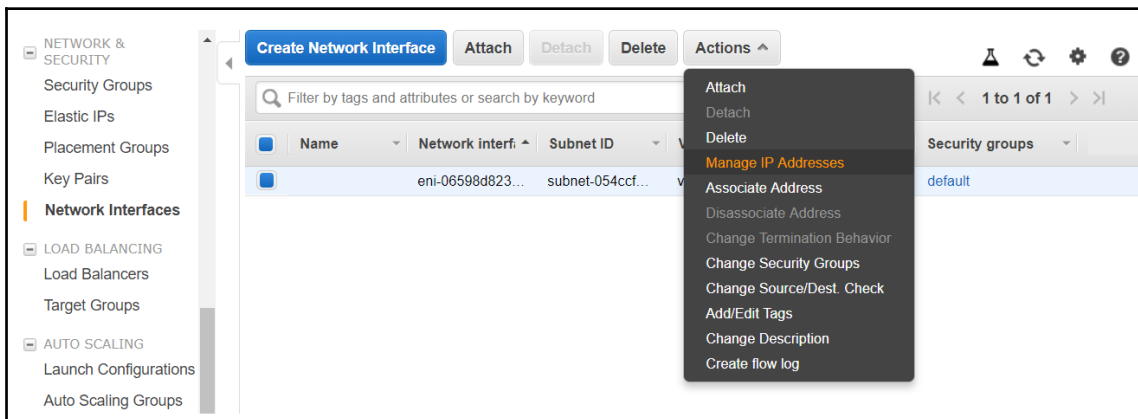 NETWORK &
SECURITY
Security Groups
Elastic IPs
Placement Groups
Key Pairs
Network Interfaces
LOAD BALANCING
Load Balancers
Target Groups
AUTO SCALING
Launch Configurations
Auto Scaling Groups
Create Network Interface Attach Detach Delete Actions
Filter by tags and attributes or search by keyword 1 to 1 of 1
Name Network interf Subnet ID V Security groups
eni-06598d823... subnet-054ccf... v default
Attach
Detach
Delete
Manage IP Addresses
Associate Address
Disassociate Address
Change Termination Behavior
Change Security Groups
Change Source/Dest. Check
Add/Edit Tags
Change Description
Create flow log